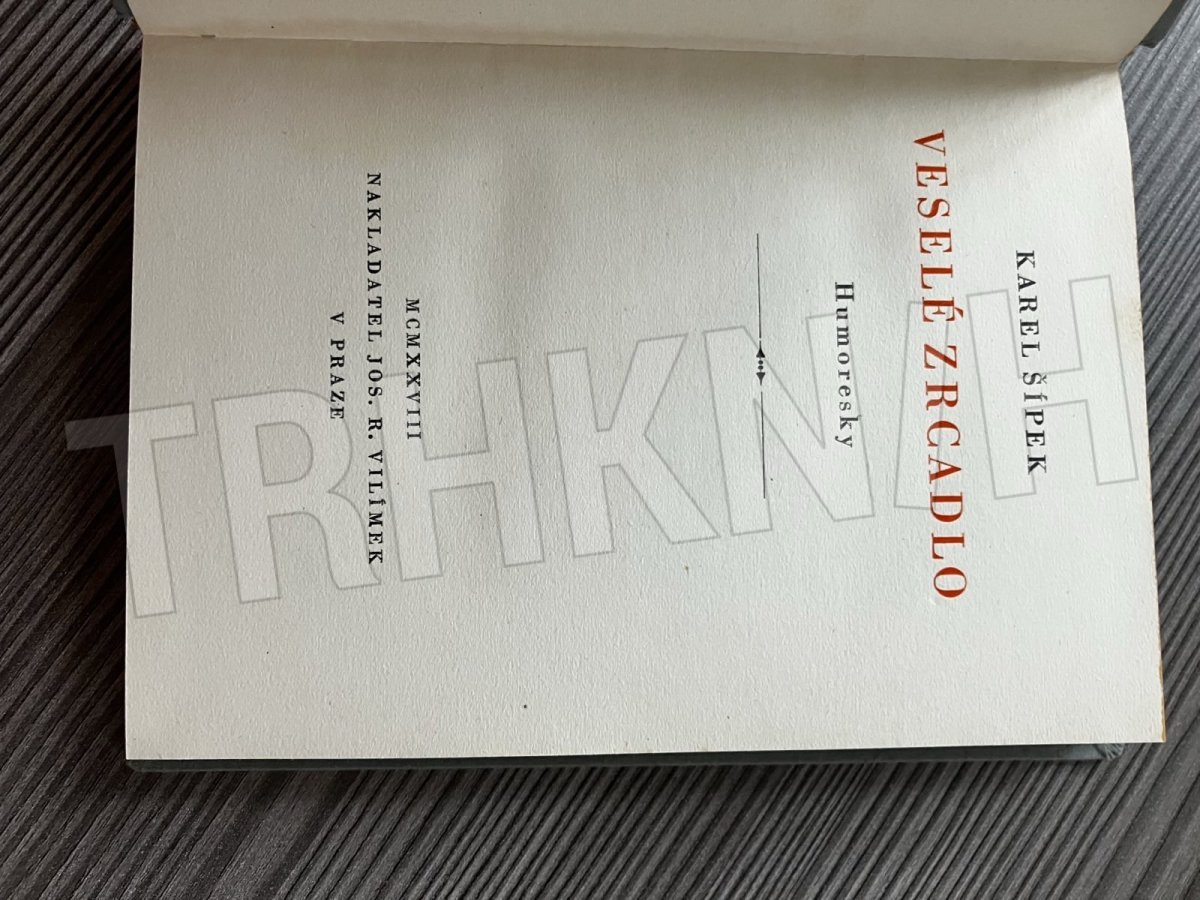 KAREL ŠÍPEK
VESELÉ ZRCADLO
Humoresky
MCMXXVIII
NAKLADATEL JOS. R. VILÍMEK
V PRAZE
TRHKNIH